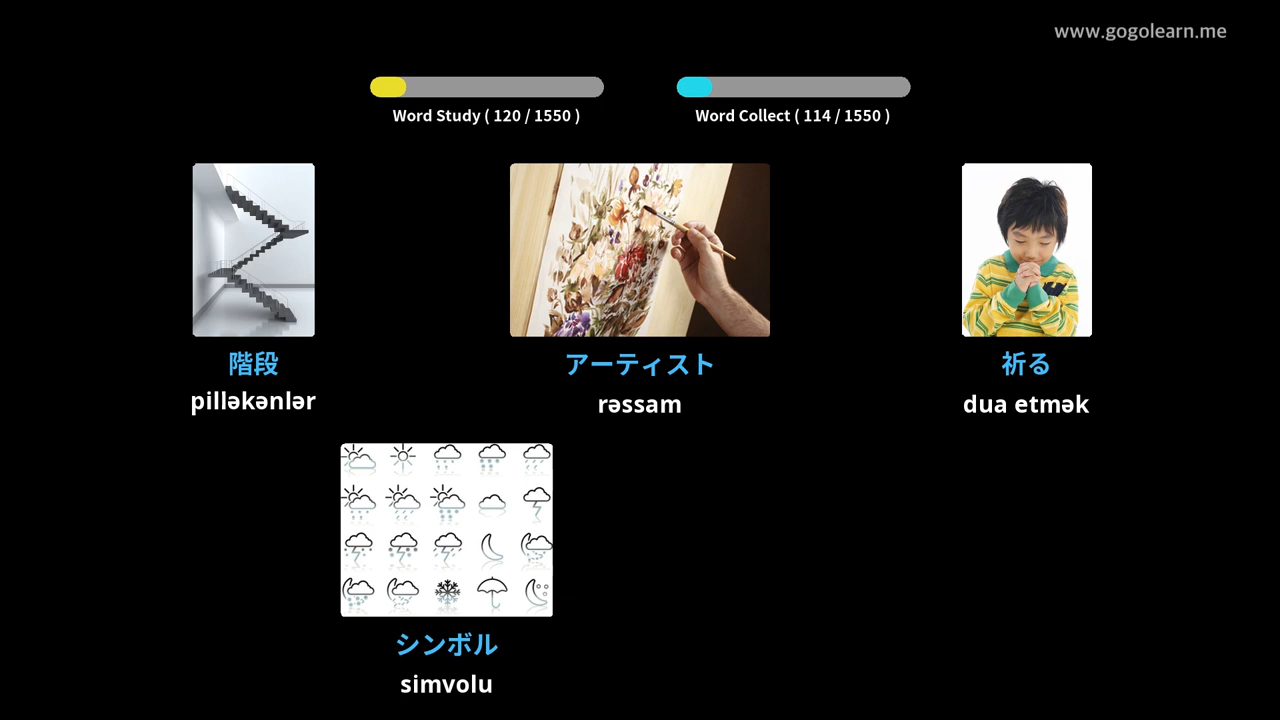 www.gogolearn.me
Word Study ( 120 / 1550 )
Word Collect ( 114 / 1550 )
階段
pilləkənlər
アーティスト
rəssam
祈る
dua etmək
シンボル
simvolu